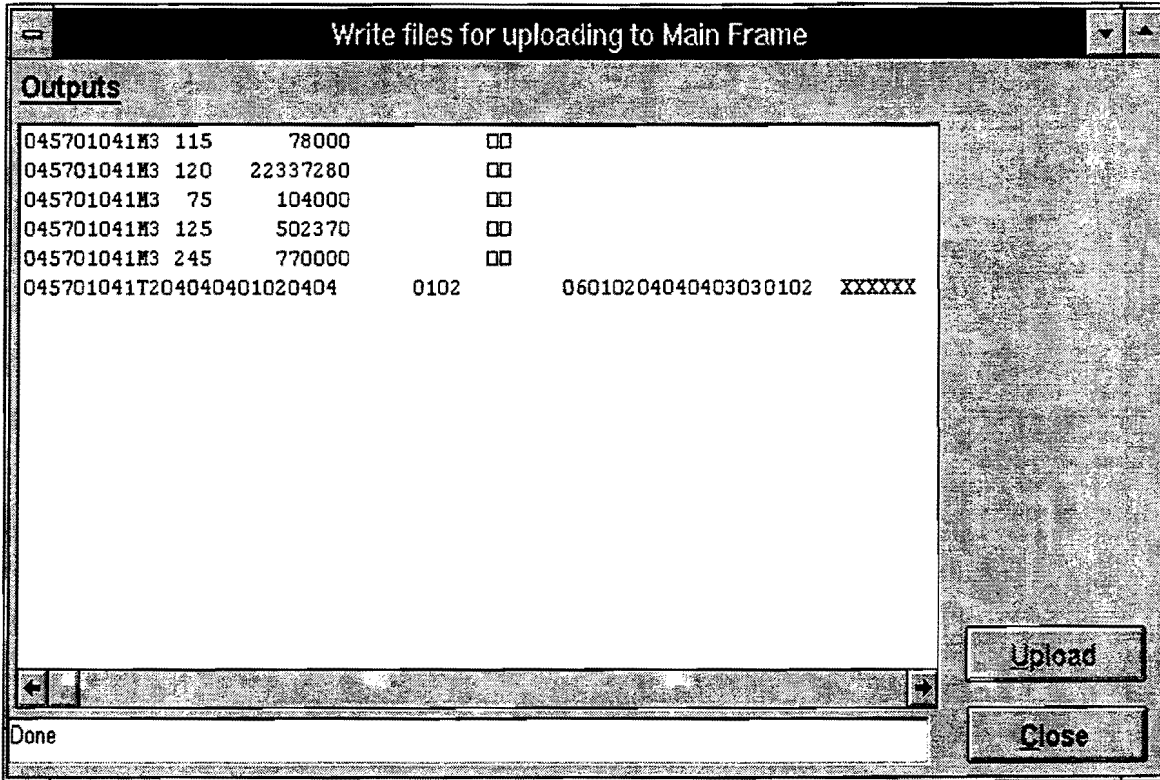 Write files for uploading to Main Frame
Outputs
045701041M3 115      78000          □□
045701041M3 120   22337280          □□
045701041M3  75     104000          □□
045701041M3 125     502370          □□
045701041M3 245     770000          □□
045701041T204040401020404      0102        06010204040403030102  XXXXXX
Upload
Done
Close